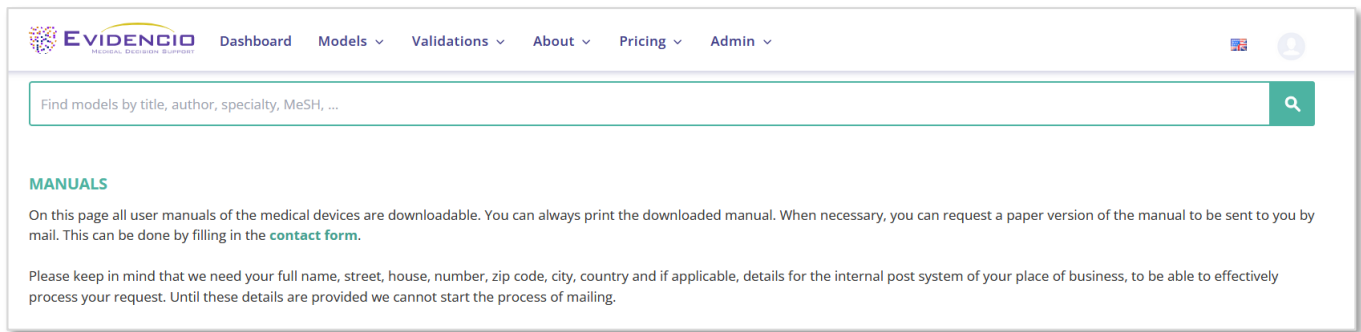 EVIDENCIO
MEDICAL DECISION SUPPORT
Dashboard Models Validations About Pricing Admin
Find models by title, author, specialty, MeSH, ...
MANUALS
On this page all user manuals of the medical devices are downloadable. You can always print the downloaded manual. When necessary, you can request a paper version of the manual to be sent to you by
mail. This can be done by filling in the contact form.
Please keep in mind that we need your full name, street, house, number, zip code, city, country and if applicable, details for the internal post system of your place of business, to be able to effectively
process your request. Until these details are provided we cannot start the process of mailing.